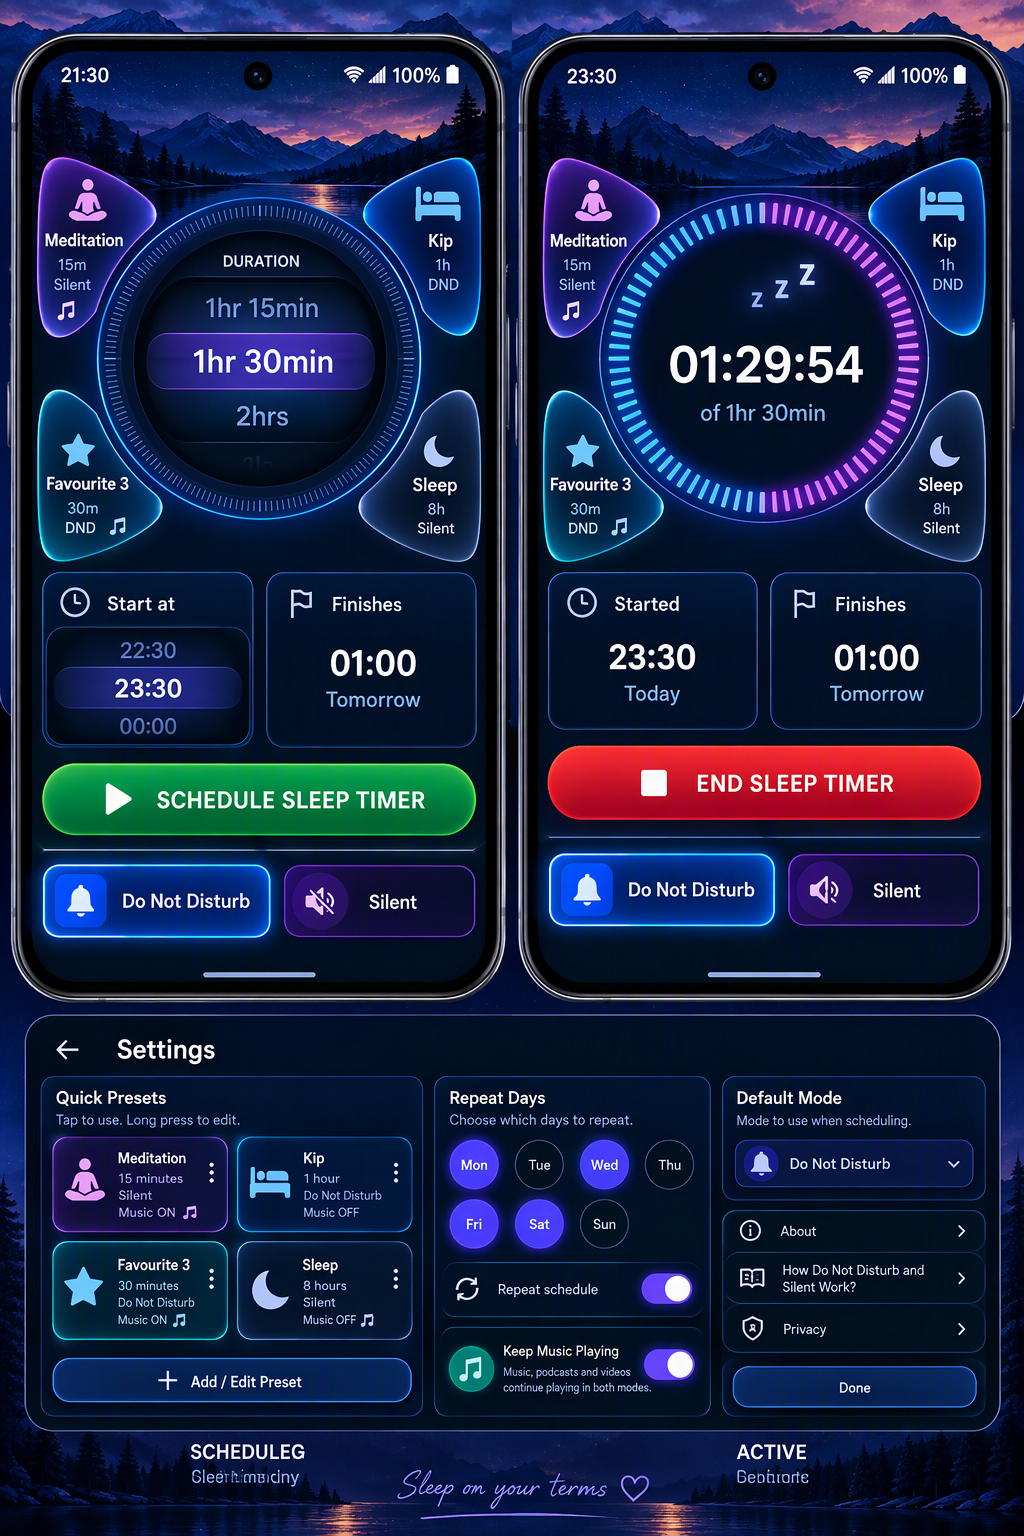 21:30
100%
Meditation
15m
Silent
Kip
1h
DND
DURATION
1hr 15min
1hr 30min
2hrs
Favourite 3
30m
DND
Sleep
8h
Silent
Start at
22:30
23:30
00:00
Finishes
01:00
Tomorrow
SCHEDULE SLEEP TIMER
Do Not Disturb
Silent
23:30
100%
Meditation
15m
Silent
Kip
1h
DND
z z z
01:29:54
of 1hr 30min
Favourite 3
30m
DND
Sleep
8h
Silent
Started
23:30
Today
Finishes
01:00
Tomorrow
END SLEEP TIMER
Do Not Disturb
Silent
Settings
Quick Presets
Tap to use. Long press to edit.
Meditation
15 minutes
Silent
Music ON
Kip
1 hour
Do Not Disturb
Music OFF
Favourite 3
30 minutes
Do Not Disturb
Music ON
Sleep
8 hours
Silent
Music OFF
Add / Edit Preset
Repeat Days
Choose which days to repeat.
Mon
Tue
Wed
Thu
Fri
Sat
Sun
Repeat schedule
Keep Music Playing
Music, podcasts and videos
continue playing in both modes.
Default Mode
Mode to use when scheduling.
Do Not Disturb
About
How Do Not Disturb and
Silent Work?
Privacy
Done
SCHEDULEG
ACTIVE
Sleep on your terms